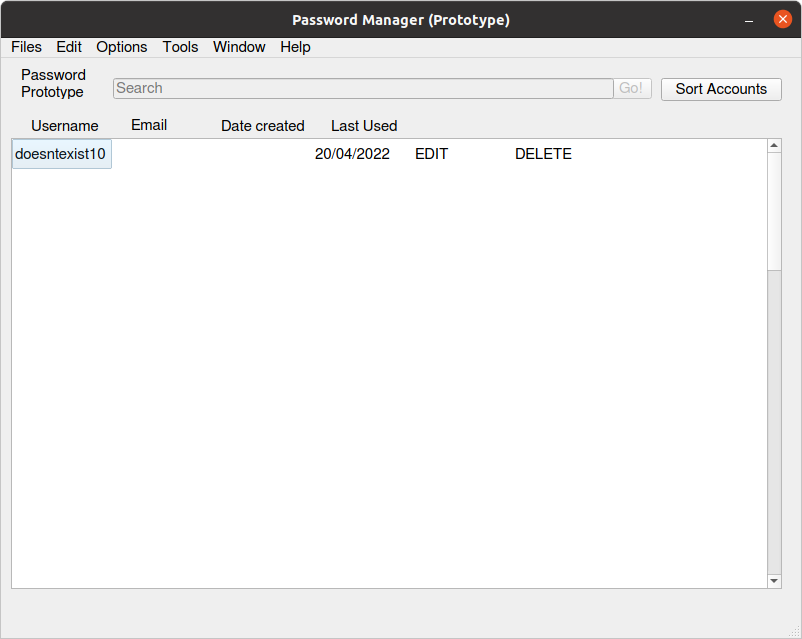 Password Manager (Prototype)
Files Edit Options Tools Window Help
Password
Prototype
Search Go! Sort Accounts
Username Email Date created Last Used
doesntexist10 20/04/2022 EDIT DELETE